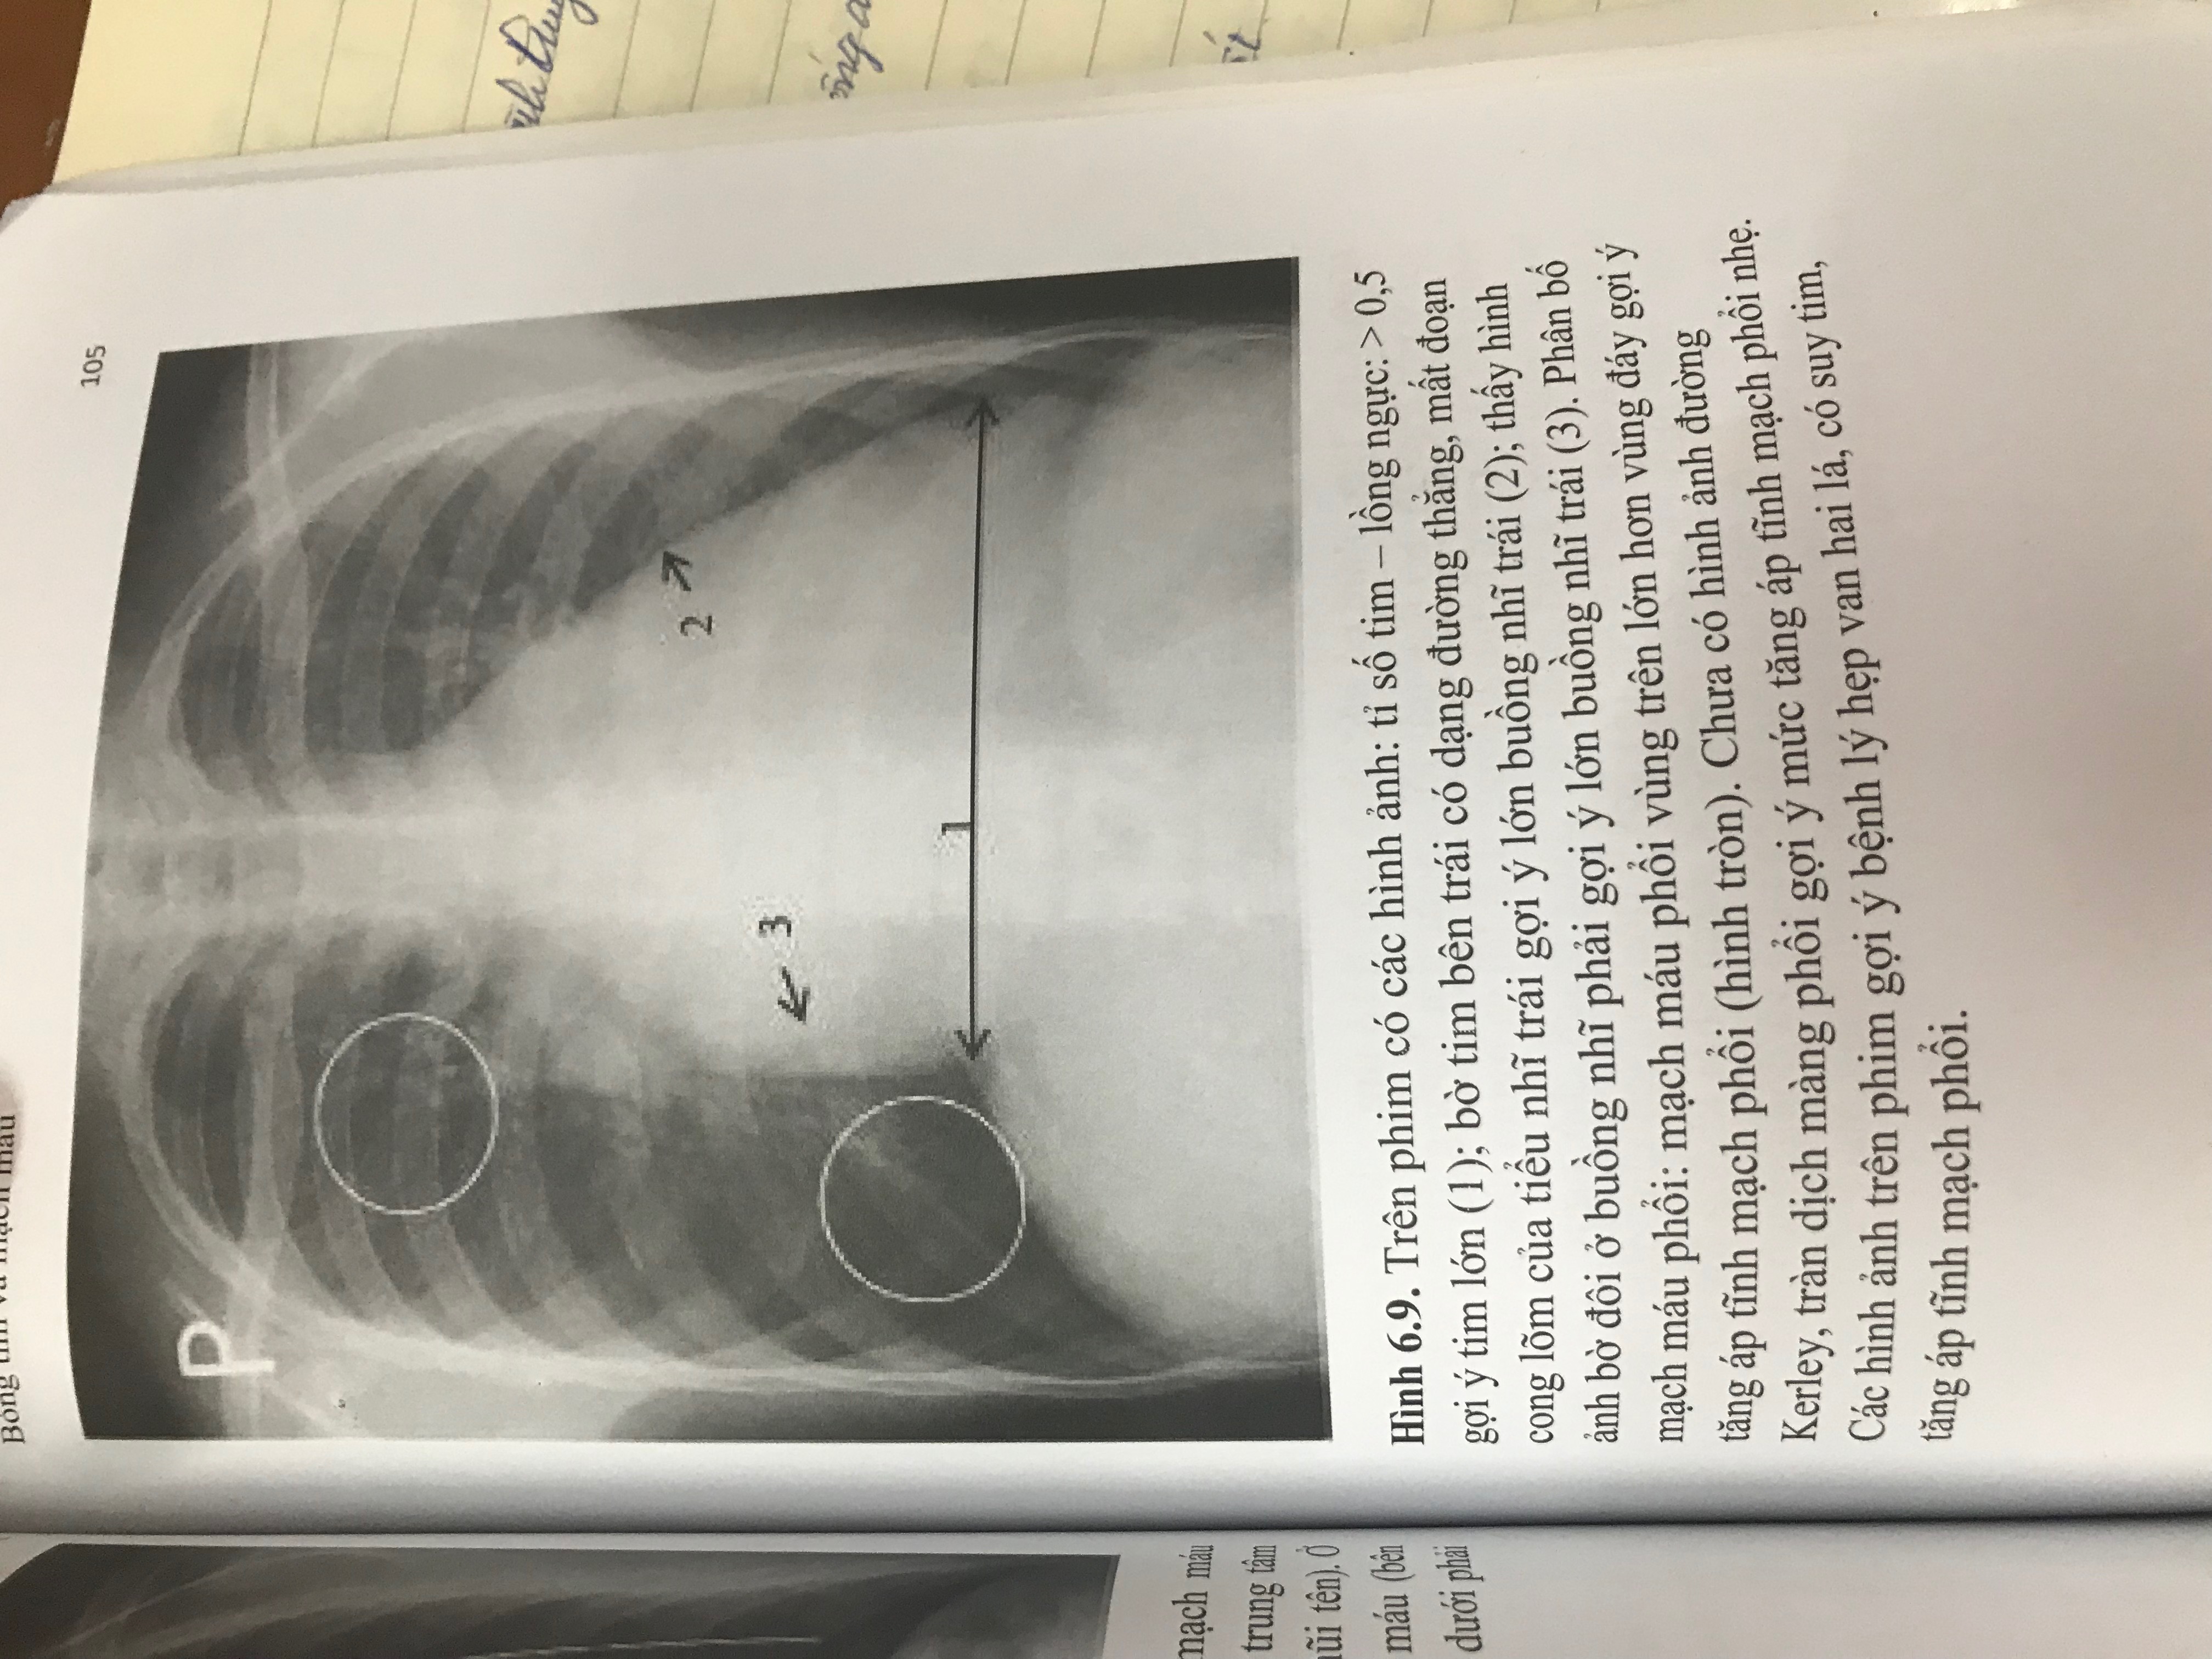 Bóng tim và mạch máu
105
P
2
3
1
Hình 6.9. Trên phim có các hình ảnh: tỉ số tim – lồng ngực: > 0,5
gợi ý tim lớn (1); bờ tim bên trái có dạng đường thẳng, mất đoạn
cong lõm của tiểu nhĩ trái gợi ý lớn buồng nhĩ trái (2); thấy hình
ảnh bờ đôi ở buồng nhĩ phải gợi ý lớn buồng nhĩ trái (3). Phân bố
mạch máu phổi: mạch máu phổi vùng trên lớn hơn vùng đáy gợi ý
tăng áp tĩnh mạch phổi (hình tròn). Chưa có hình ảnh đường
Kerley, tràn dịch màng phổi gợi ý mức tăng áp tĩnh mạch phổi nhẹ.
Các hình ảnh trên phim gợi ý bệnh lý hẹp van hai lá, có suy tim,
tăng áp tĩnh mạch phổi.
mạch máu
trung tâm
tên). Ở
máu (bên
dưới phải